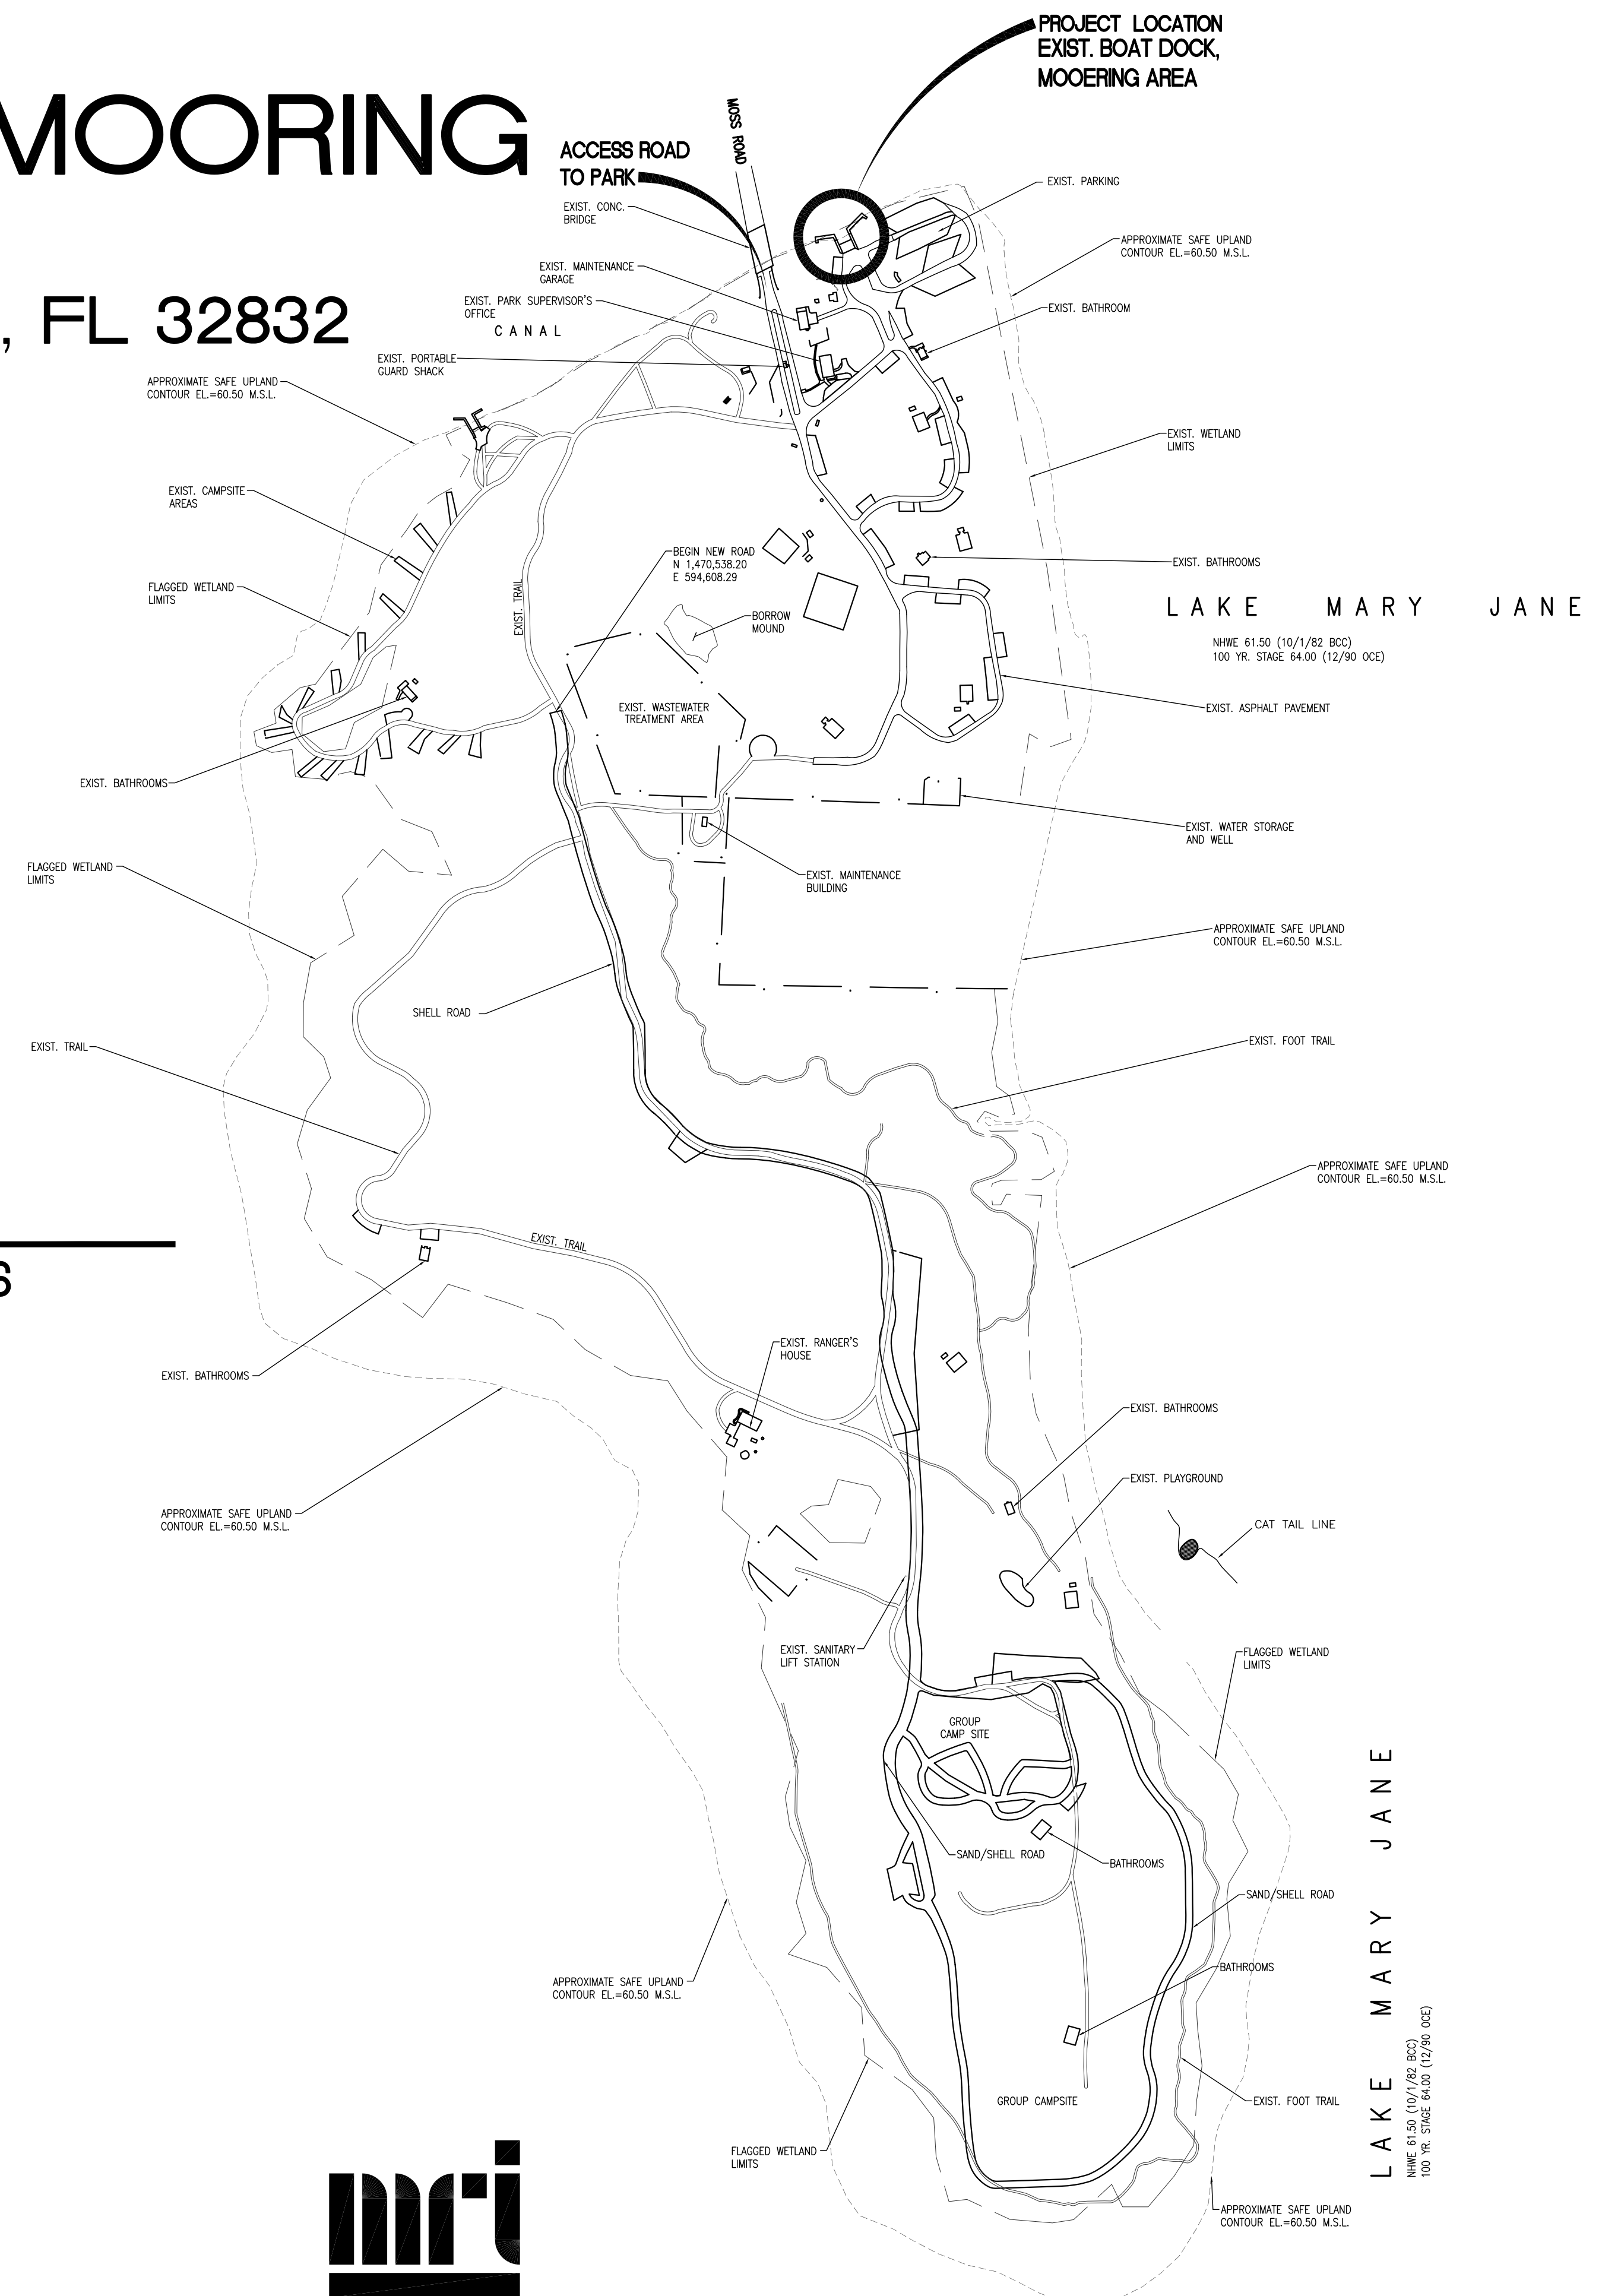 PROJECT LOCATION
EXIST. BOAT DOCK,
MOOERING AREA
MOORING
MOSS ROAD
ACCESS ROAD
TO PARK
EXIST. CONC.
BRIDGE
EXIST. PARKING
APPROXIMATE SAFE UPLAND
CONTOUR EL.=60.50 M.S.L.
EXIST. MAINTENANCE
GARAGE
EXIST. PARK SUPERVISOR'S
OFFICE
CANAL
EXIST. BATHROOM
, FL 32832
EXIST. PORTABLE
GUARD SHACK
APPROXIMATE SAFE UPLAND
CONTOUR EL.=60.50 M.S.L.
EXIST. WETLAND
LIMITS
EXIST. CAMPSITE
AREAS
BEGIN NEW ROAD
N 1,470,538.20
E 594,608.29
EXIST. BATHROOMS
FLAGGED WETLAND
LIMITS
EXIST. TRAIL
BORROW
MOUND
LAKE MARY JANE
NHWE 61.50 (10/1/82 BCC)
100 YR. STAGE 64.00 (12/90 OCE)
EXIST. WASTEWATER
TREATMENT AREA
EXIST. ASPHALT PAVEMENT
EXIST. BATHROOMS
EXIST. WATER STORAGE
AND WELL
FLAGGED WETLAND
LIMITS
EXIST. MAINTENANCE
BUILDING
APPROXIMATE SAFE UPLAND
CONTOUR EL.=60.50 M.S.L.
SHELL ROAD
EXIST. TRAIL
EXIST. FOOT TRAIL
APPROXIMATE SAFE UPLAND
CONTOUR EL.=60.50 M.S.L.
EXIST. TRAIL
S
EXIST. RANGER'S
HOUSE
EXIST. BATHROOMS
EXIST. BATHROOMS
EXIST. PLAYGROUND
APPROXIMATE SAFE UPLAND
CONTOUR EL.=60.50 M.S.L.
CAT TAIL LINE
EXIST. SANITARY
LIFT STATION
FLAGGED WETLAND
LIMITS
GROUP
CAMP SITE
SAND/SHELL ROAD
BATHROOMS
SAND/SHELL ROAD
BATHROOMS
APPROXIMATE SAFE UPLAND
CONTOUR EL.=60.50 M.S.L.
LAKE MARY JANE
NHWE 61.50 (10/1/82 BCC)
100 YR. STAGE 64.00 (12/90 OCE)
GROUP CAMPSITE
EXIST. FOOT TRAIL
FLAGGED WETLAND
LIMITS
APPROXIMATE SAFE UPLAND
CONTOUR EL.=60.50 M.S.L.
mri